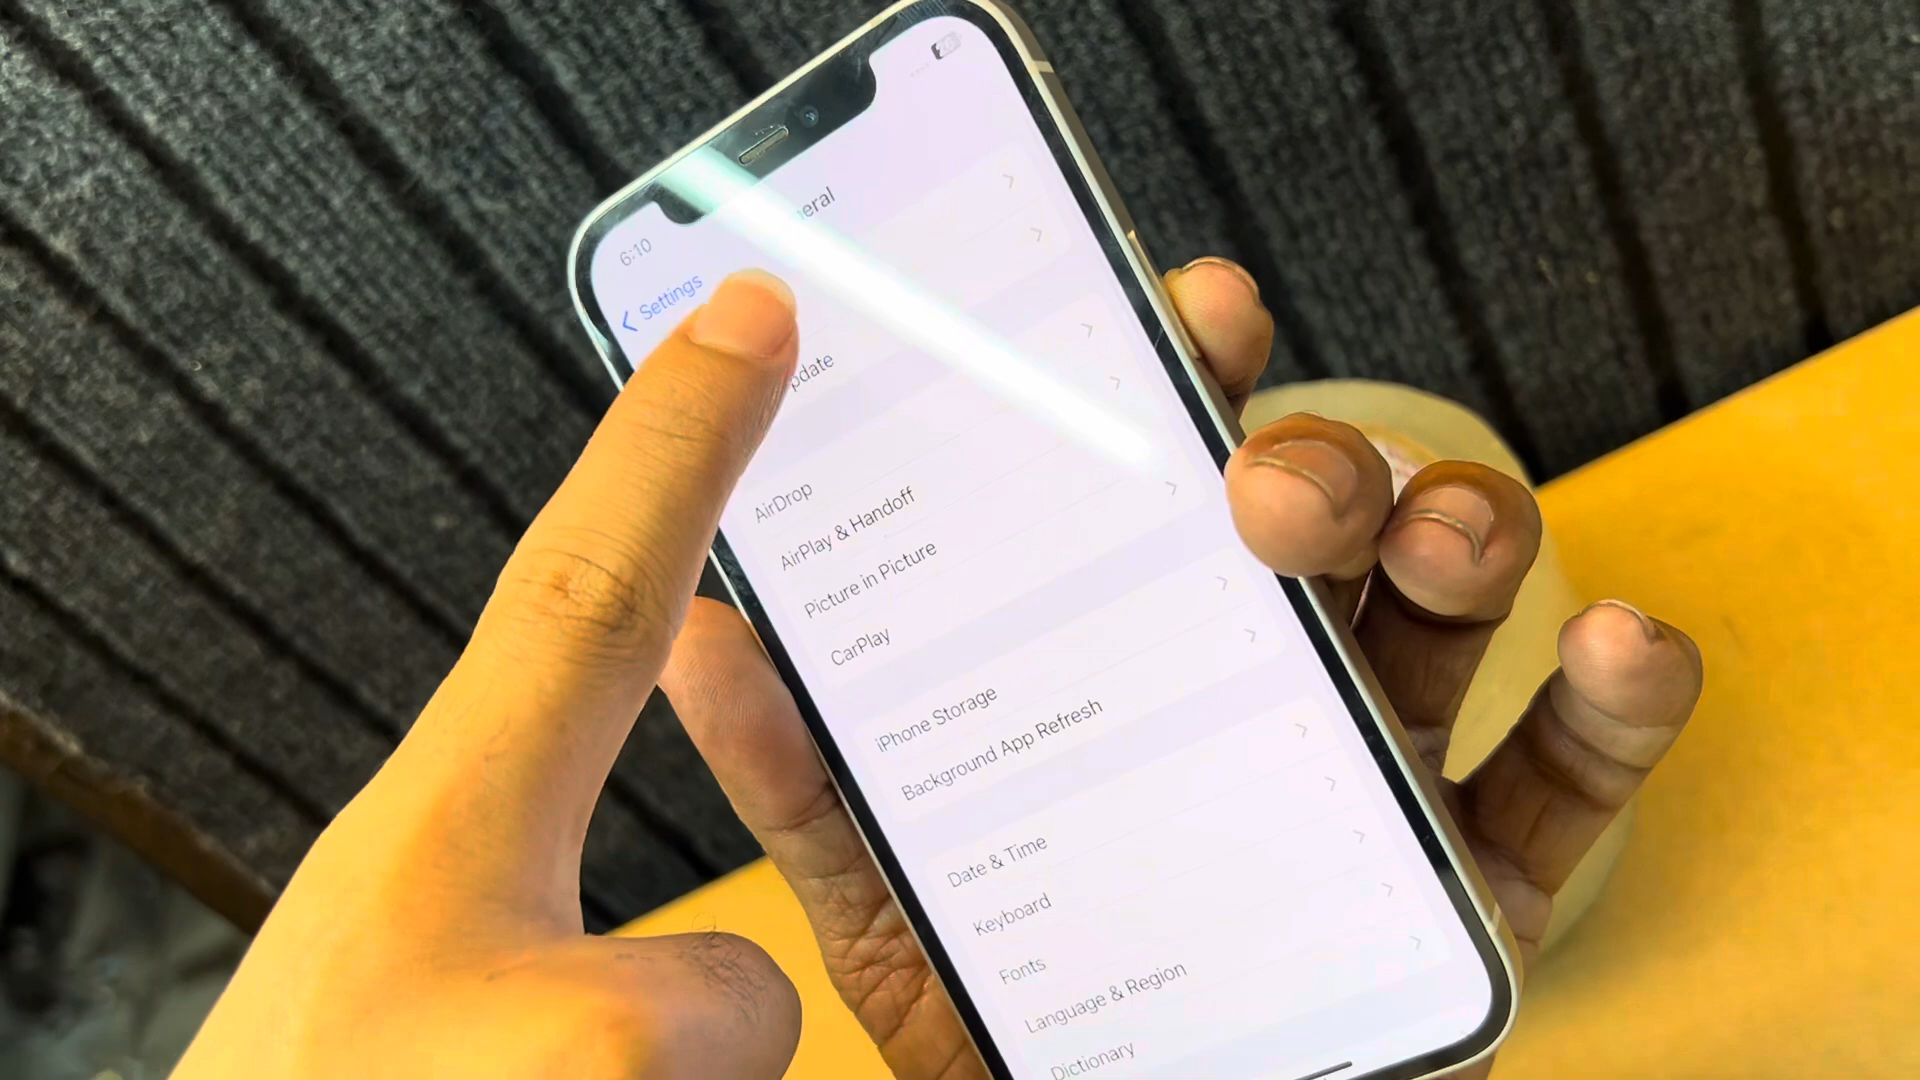 6:10
Settings
eral
pdate
AirDrop
AirPlay & Handoff
Picture in Picture
CarPlay
iPhone Storage
Background App Refresh
Date & Time
Keyboard
Fonts
Language & Region
Dictionary